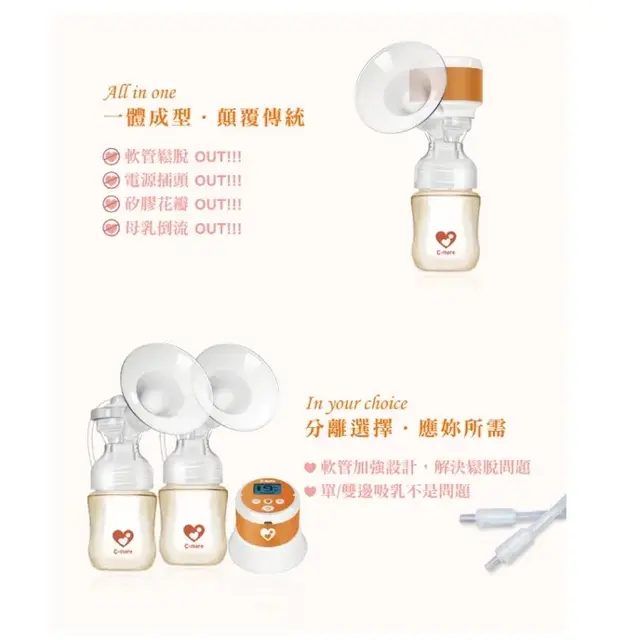 All in one
一體成型・顛覆傳統
軟管鬆脫 OUT!!!
電源插頭 OUT!!!
矽膠花瓣 OUT!!!
母乳倒流 OUT!!!
C-more
In your choice
分離選擇・應妳所需
軟管加強設計，解決鬆脫問題
單/雙邊吸乳不是問題
C-more
C-more